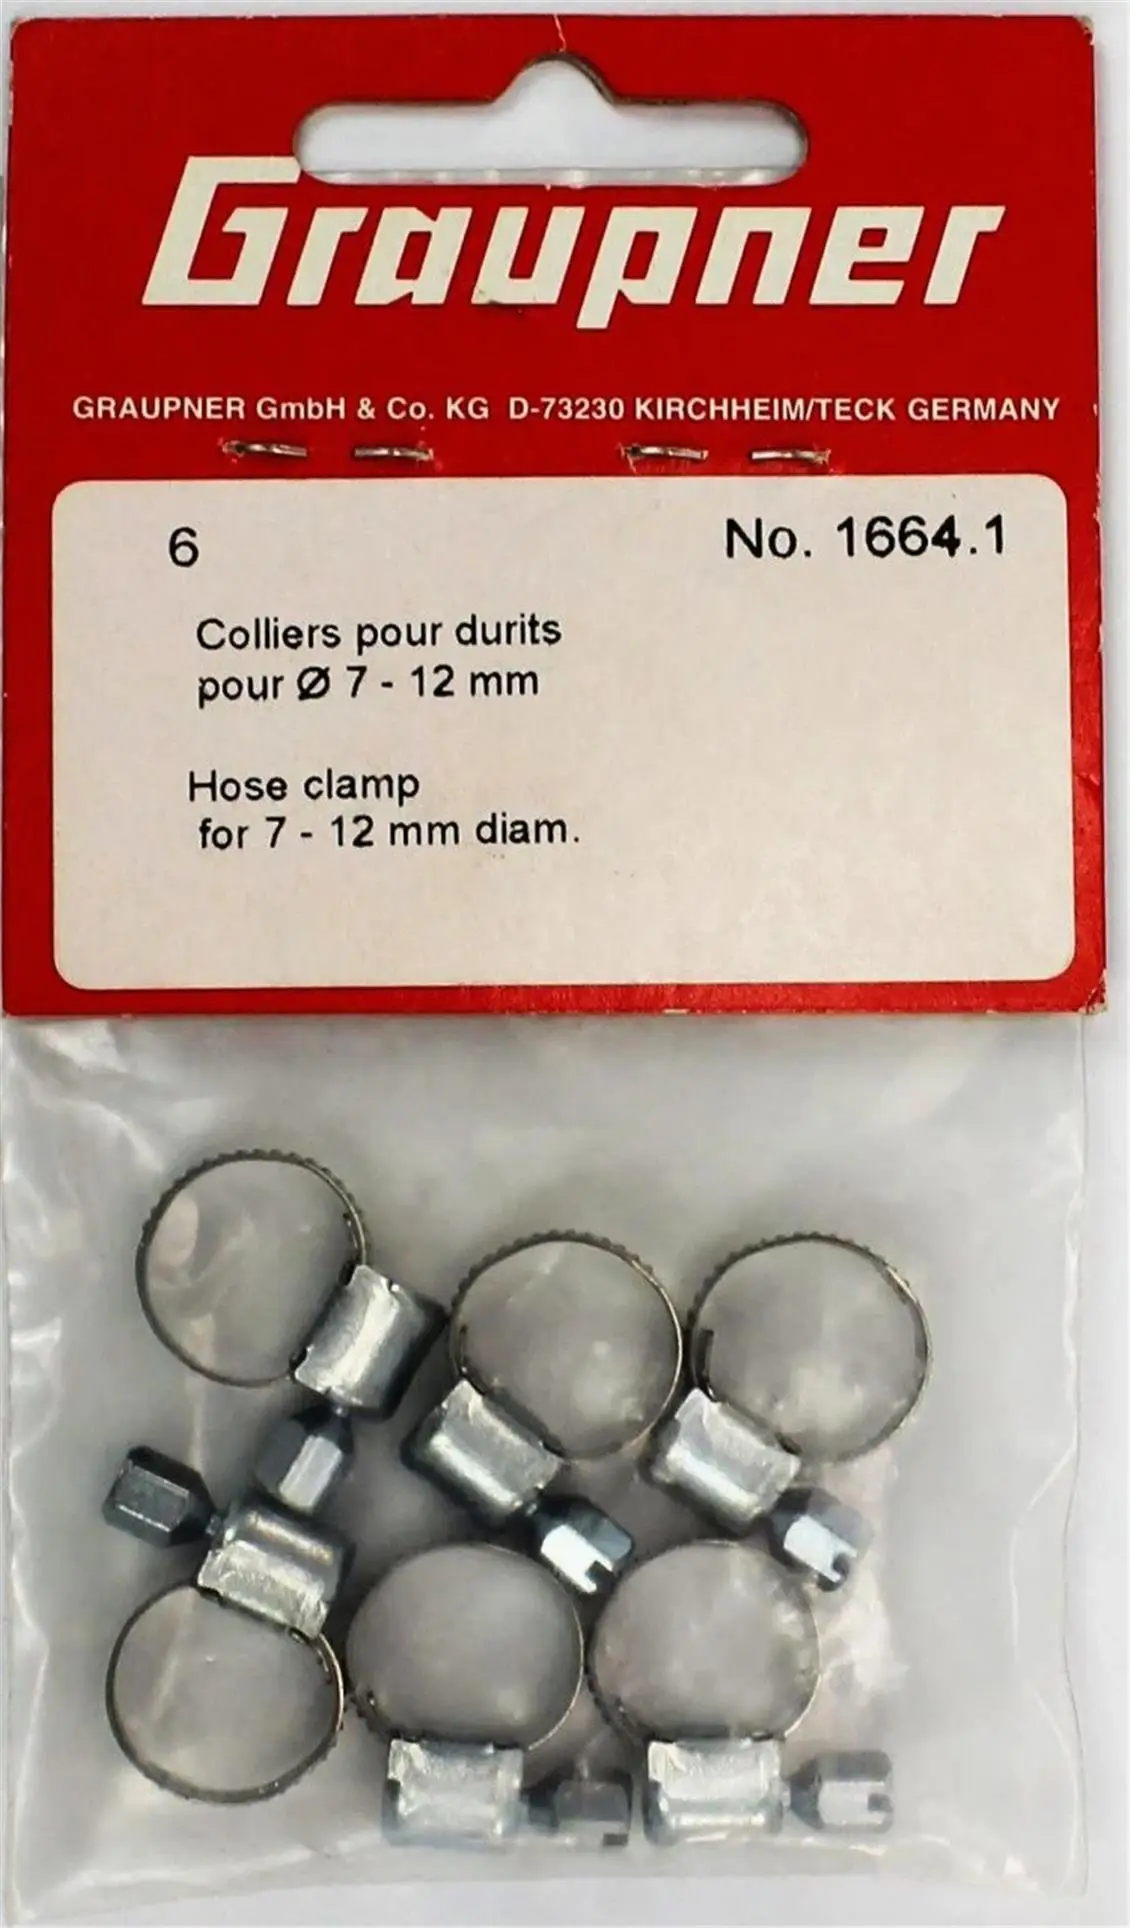 Graupner
GRAUPNER GmbH & Co. KG D-73230 KIRCHHEIM/TECK GERMANY
6 No. 1664.1
Colliers pour durits
pour Ø 7 - 12 mm
Hose clamp
for 7 - 12 mm diam.